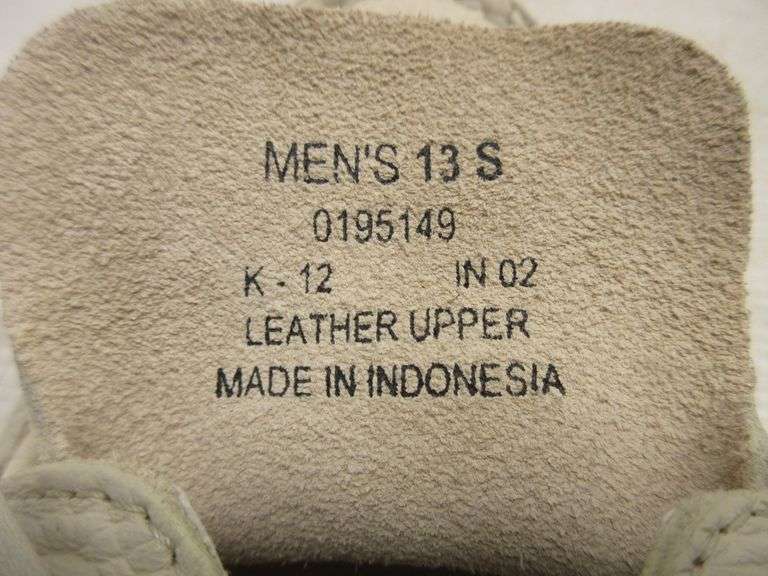 MEN'S 13 S
0195149
K - 12 IN 02
LEATHER UPPER
MADE IN INDONESIA